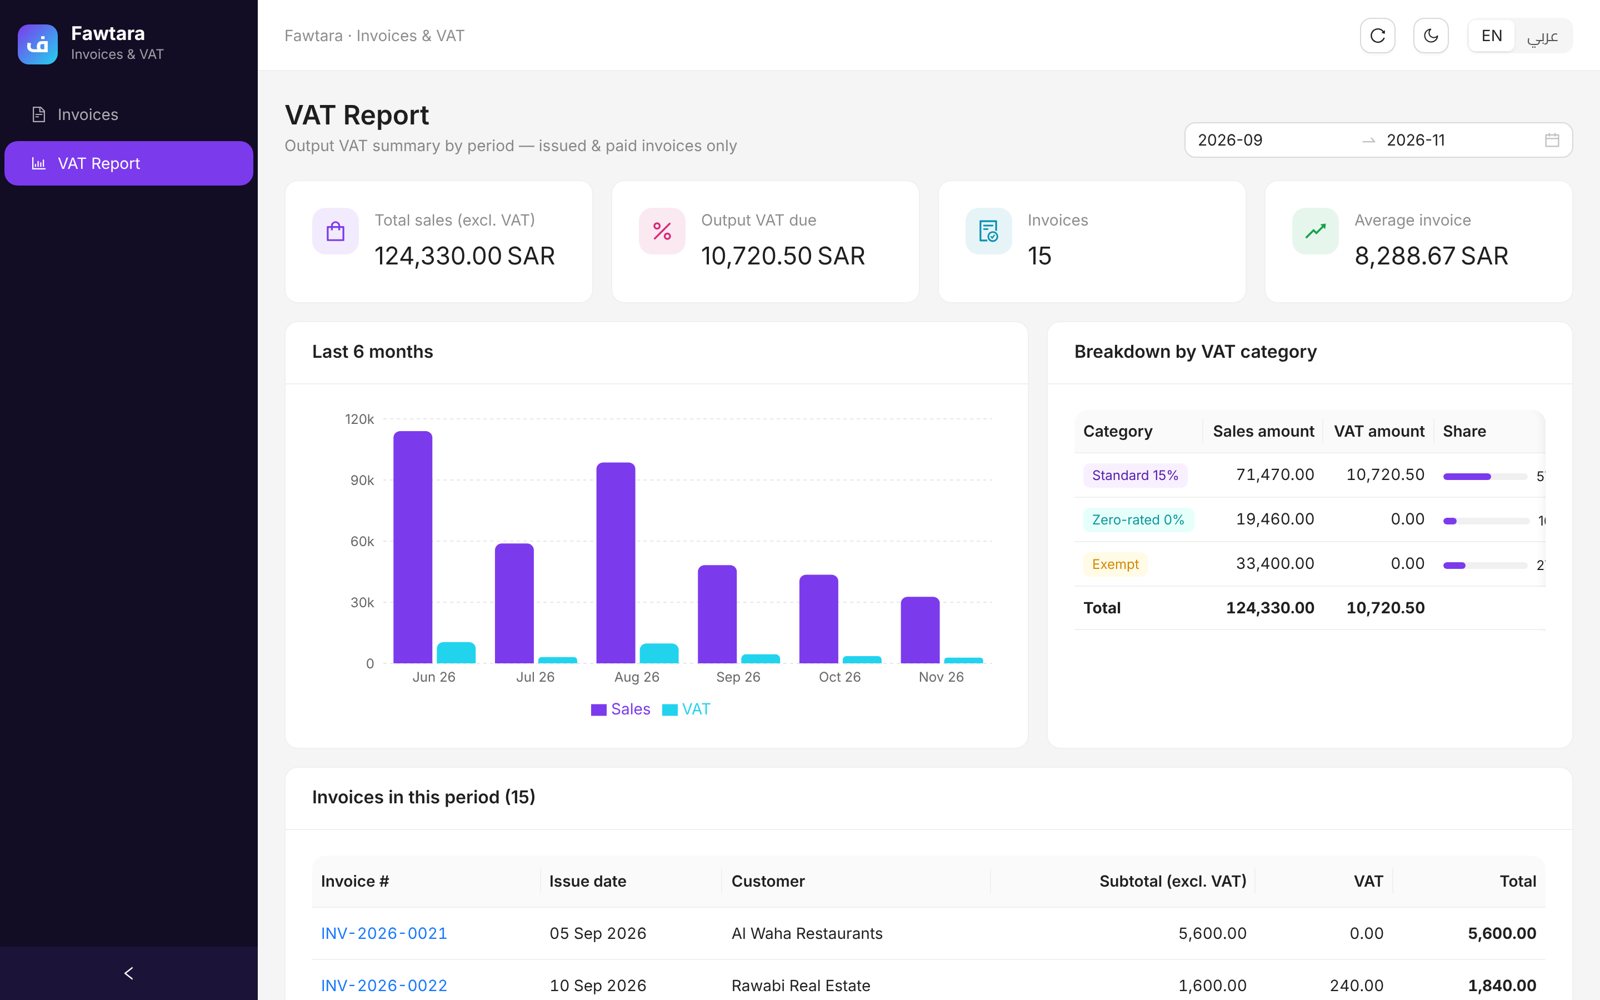 ف
Fawtara
Invoices & VAT
Invoices
VAT Report
Fawtara · Invoices & VAT
EN
عربي
VAT Report
Output VAT summary by period — issued & paid invoices only
2026-09
2026-11
Total sales (excl. VAT)
124,330.00 SAR
Output VAT due
10,720.50 SAR
Invoices
15
Average invoice
8,288.67 SAR
Last 6 months
120k
90k
60k
30k
0
Jun 26 Jul 26 Aug 26 Sep 26 Oct 26 Nov 26
Sales VAT
Breakdown by VAT category
Category Sales amount VAT amount Share
Standard 15% 71,470.00 10,720.50
Zero-rated 0% 19,460.00 0.00
Exempt 33,400.00 0.00
Total 124,330.00 10,720.50
Invoices in this period (15)
Invoice # Issue date Customer Subtotal (excl. VAT) VAT Total
INV-2026-0021 05 Sep 2026 Al Waha Restaurants 5,600.00 0.00 5,600.00
INV-2026-0022 10 Sep 2026 Rawabi Real Estate 1,600.00 240.00 1,840.00